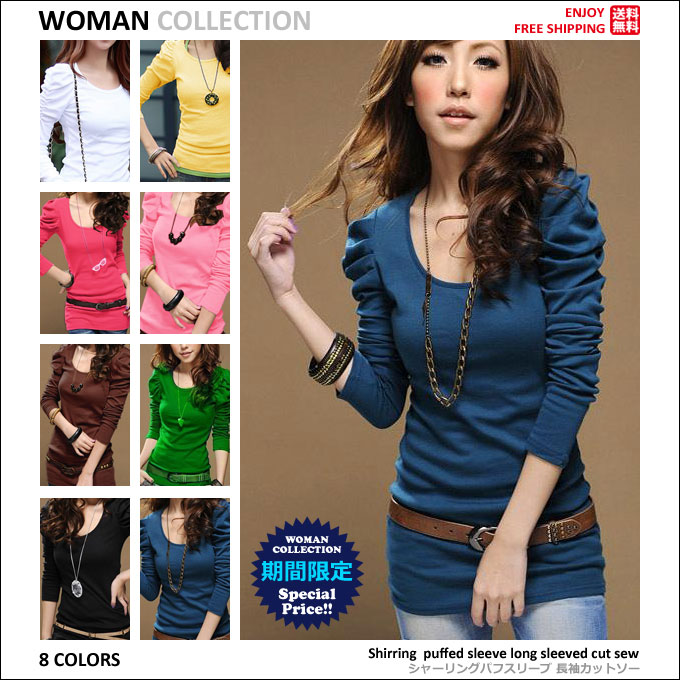 WOMAN COLLECTION
ENJOY
FREE SHIPPING
送料
無料
WOMAN
COLLECTION
期間限定
Special
Price!!
8 COLORS
Shirring puffed sleeve long sleeved cut sew
シャーリングパフスリーブ 長袖カットソー